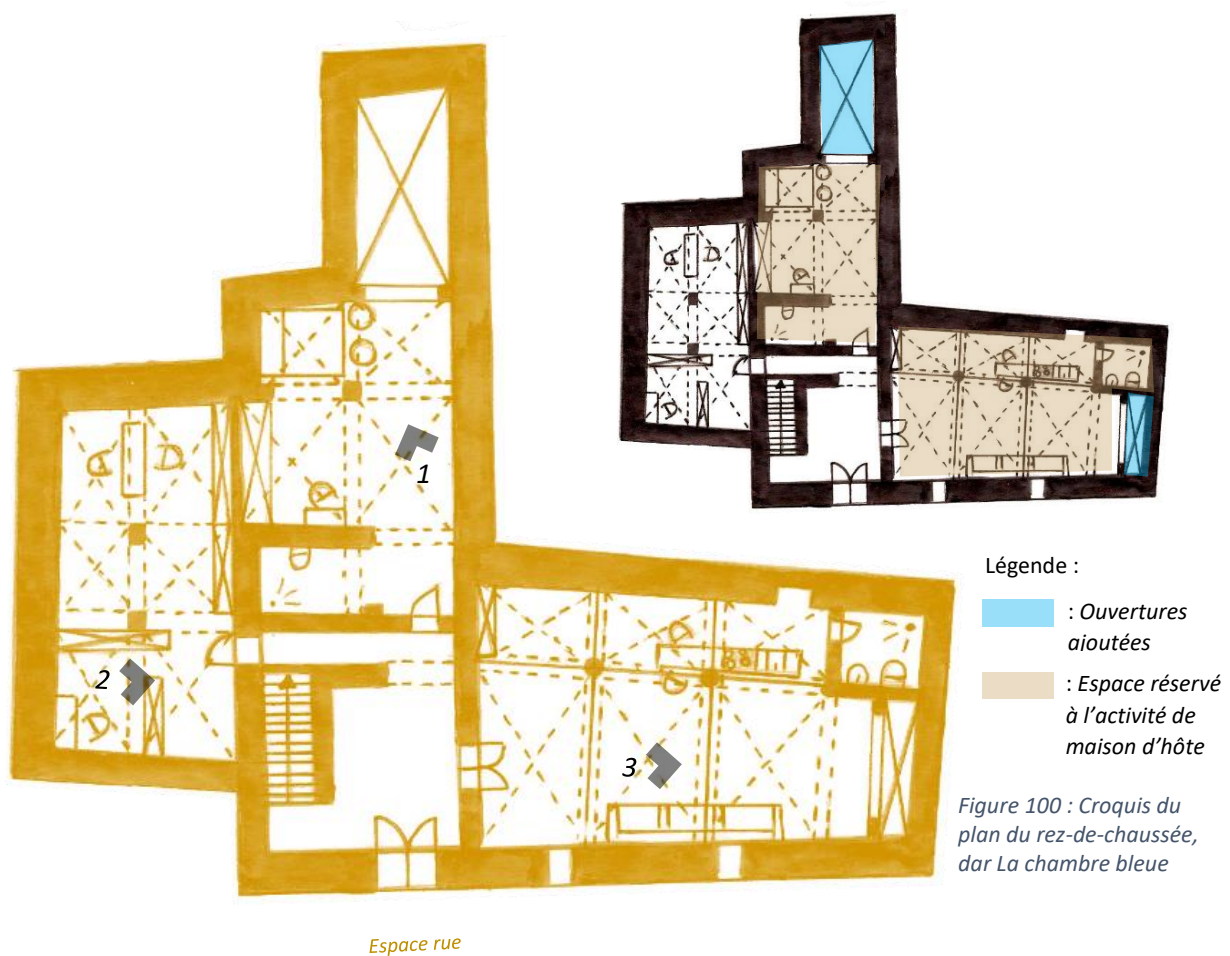 1
2
3
Légende :
: Ouvertures
ajoutées
: Espace réservé
à l’activité de
maison d’hôte
Figure 100 : Croquis du
plan du rez-de-chaussée,
dar La chambre bleue
Espace rue